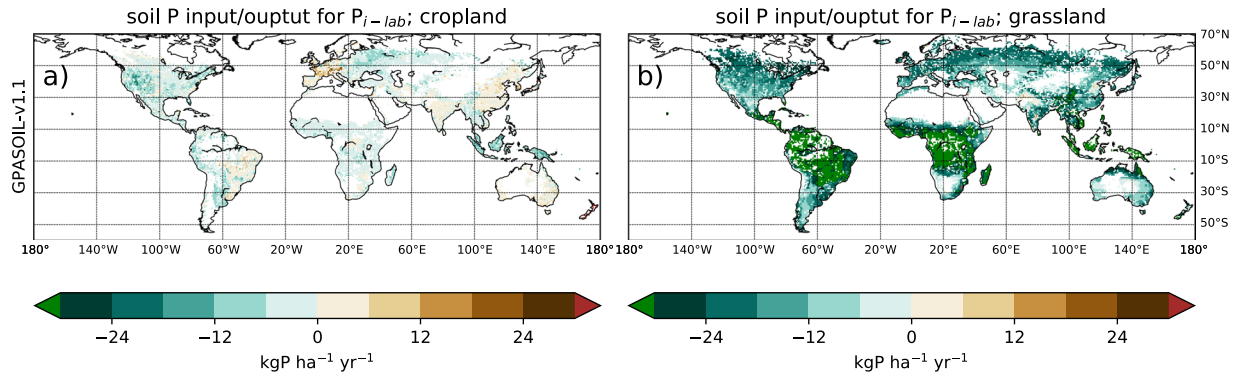 soil P input/ouptut for P_{i-lab}; cropland
soil P input/ouptut for P_{i-lab}; grassland
GPASOIL-v1.1
a)
b)
70°N
50°N
30°N
10°N
10°S
30°S
50°S
180° 140°W 100°W 60°W 20°W 20°E 60°E 100°E 140°E 180°
180° 140°W 100°W 60°W 20°W 20°E 60°E 100°E 140°E 180°
−24 −12 0 12 24
−24 −12 0 12 24
kgP ha⁻¹ yr⁻¹
kgP ha⁻¹ yr⁻¹